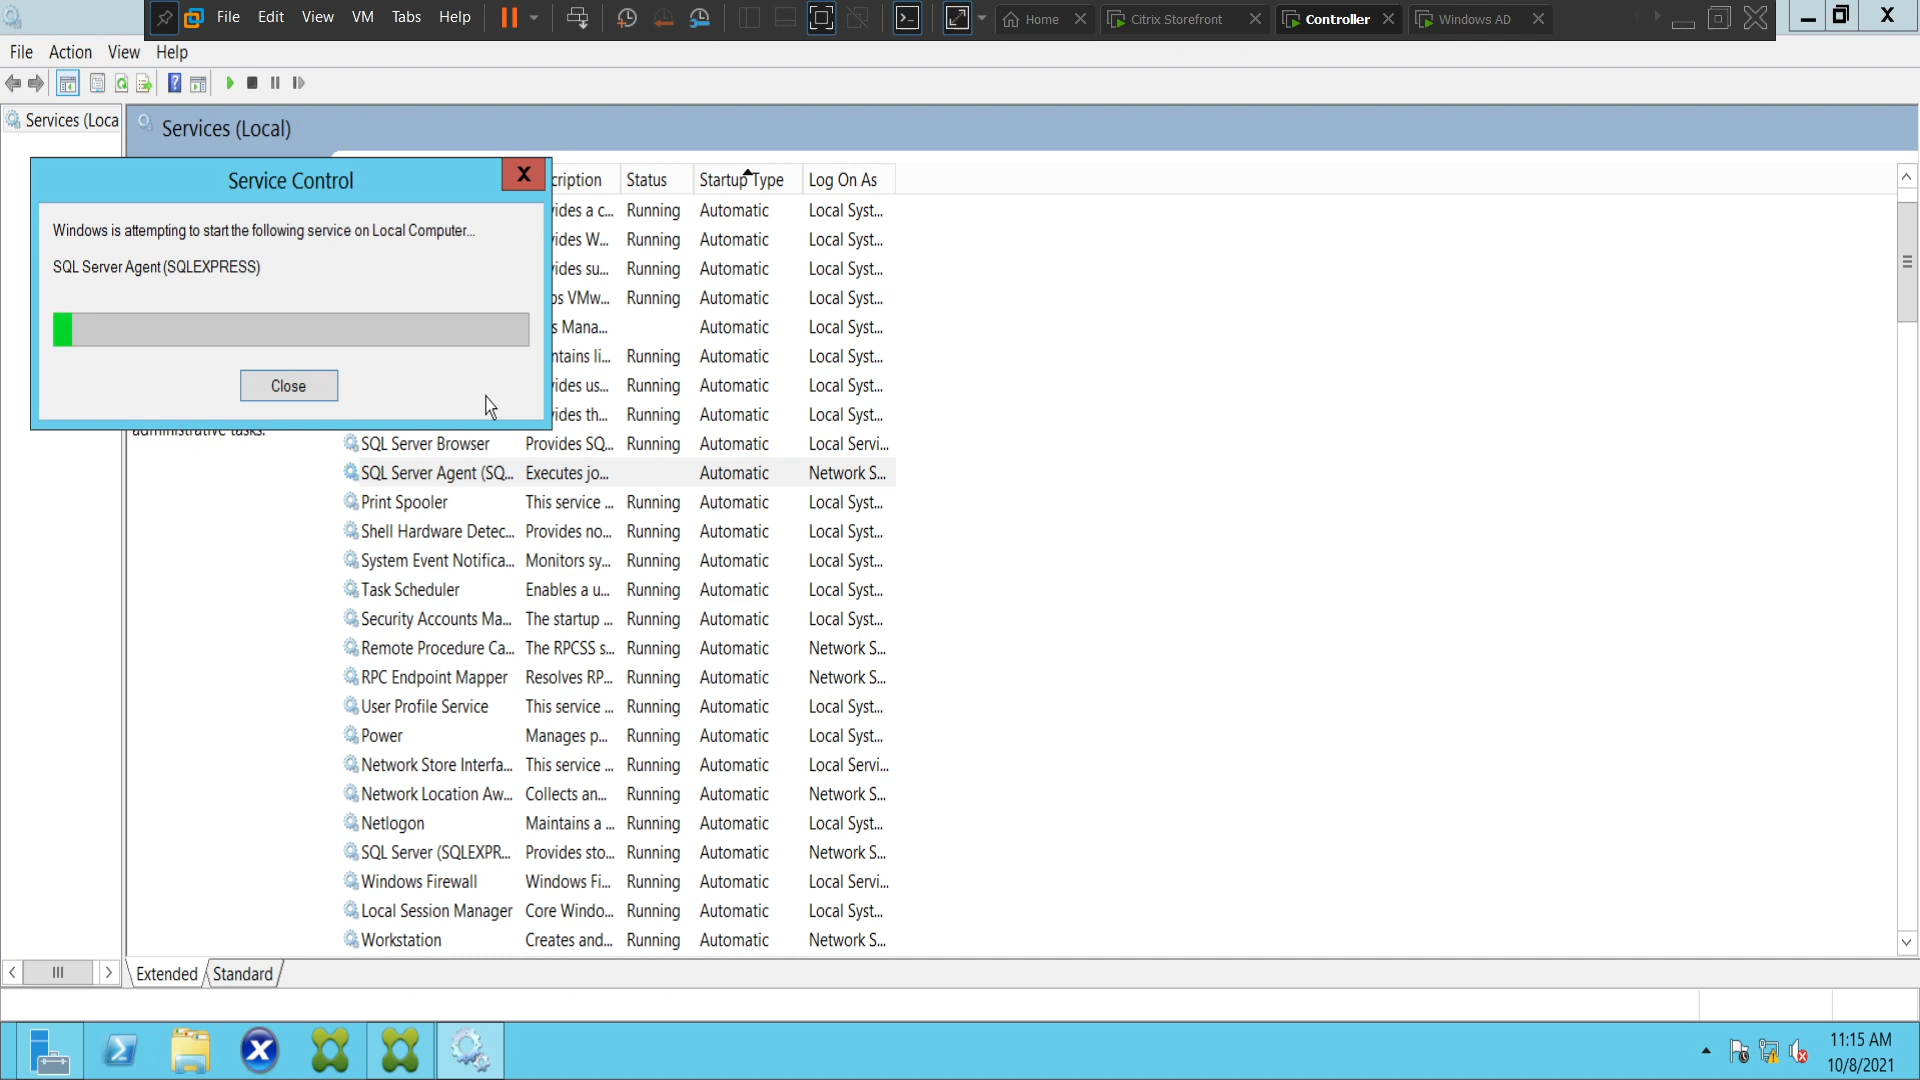 File Edit View VM Tabs Help Home Citrix Storefront Controller Windows AD X
File Action View Help
Services (Loca
Services (Local)
Service Control X
Windows is attempting to start the following service on Local Computer...
SQL Server Agent (SQLEXPRESS)
Close
cription Status Startup Type Log On As
ides a c... Running Automatic Local Syst...
ides W... Running Automatic Local Syst...
ides su... Running Automatic Local Syst...
ps VMw... Running Automatic Local Syst...
s Mana... Automatic Local Syst...
ntains li... Running Automatic Local Syst...
ides us... Running Automatic Local Syst...
ides th... Running Automatic Local Syst...
administrative tasks.
SQL Server Browser Provides SQ... Running Automatic Local Servi...
SQL Server Agent (SQ... Executes jo... Automatic Network S...
Print Spooler This service ... Running Automatic Local Syst...
Shell Hardware Detec... Provides no... Running Automatic Local Syst...
System Event Notifica... Monitors sy... Running Automatic Local Syst...
Task Scheduler Enables a u... Running Automatic Local Syst...
Security Accounts Ma... The startup ... Running Automatic Local Syst...
Remote Procedure Ca... The RPCSS s... Running Automatic Network S...
RPC Endpoint Mapper Resolves RP... Running Automatic Network S...
User Profile Service This service ... Running Automatic Local Syst...
Power Manages p... Running Automatic Local Syst...
Network Store Interfa... This service ... Running Automatic Local Servi...
Network Location Aw... Collects an... Running Automatic Network S...
Netlogon Maintains a ... Running Automatic Local Syst...
SQL Server (SQLEXPR... Provides sto... Running Automatic Network S...
Windows Firewall Windows Fi... Running Automatic Local Servi...
Local Session Manager Core Windo... Running Automatic Local Syst...
Workstation Creates and... Running Automatic Network S...
Extended Standard
11:15 AM
10/8/2021